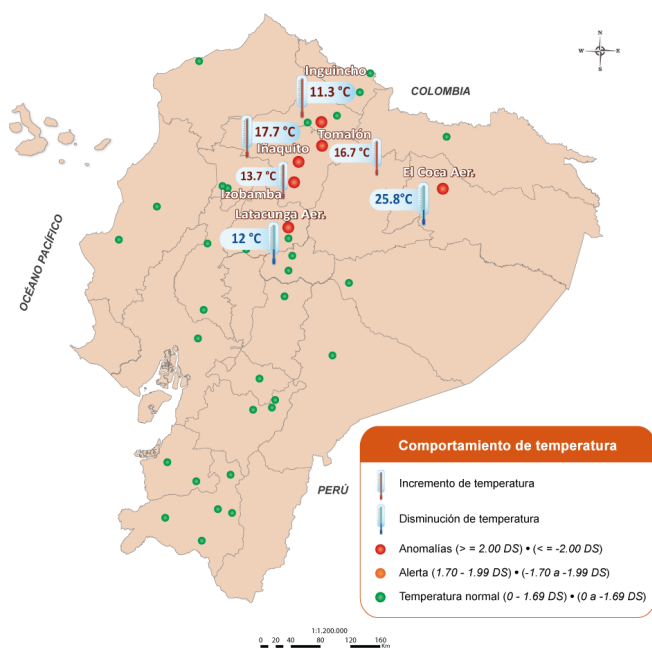 Inguincho
11.3 °C
COLOMBIA
N
W E
S
17.7 °C
Tomalón
Iñaquito
16.7 °C
El Coca Aer.
13.7 °C
Izobamba
25.8°C
Latacunga Aer.
12 °C
OCÉANO PACÍFICO
PERÚ
Comportamiento de temperatura
Incremento de temperatura
Disminución de temperatura
Anomalías (> = 2.00 DS) • (< = -2.00 DS)
Alerta (1.70 - 1.99 DS) • (-1.70 a -1.99 DS)
Temperatura normal (0 - 1.69 DS) • (0 a -1.69 DS)
1:1.200.000
0 20 40 80 120 160
Km